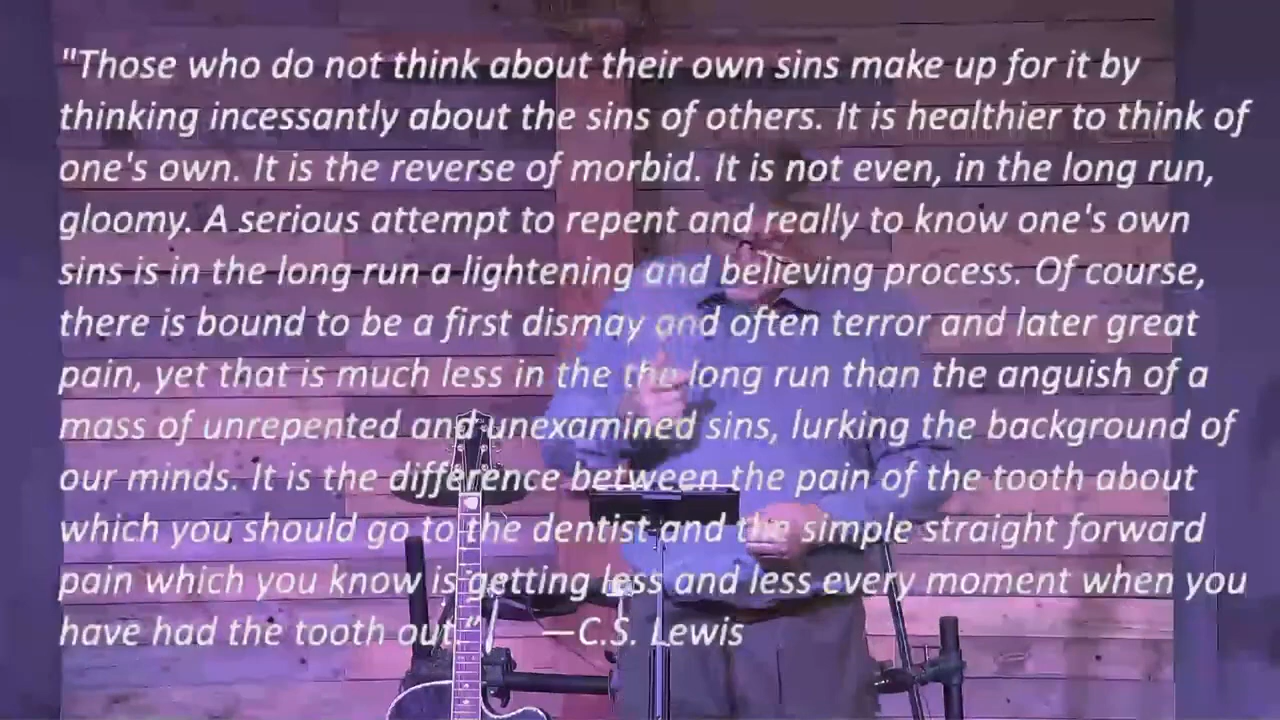 "Those who do not think about their own sins make up for it by
thinking incessantly about the sins of others. It is healthier to think of
one's own. It is the reverse of morbid. It is not even, in the long run,
gloomy. A serious attempt to repent and really to know one's own
sins is in the long run a lightening and believing process. Of course,
there is bound to be a first dismay and often terror and later great
pain, yet that is much less in the the long run than the anguish of a
mass of unrepented and unexamined sins, lurking the background of
our minds. It is the difference between the pain of the tooth about
which you should go to the dentist and the simple straight forward
pain which you know is getting less and less every moment when you
have had the tooth out." —C.S. Lewis